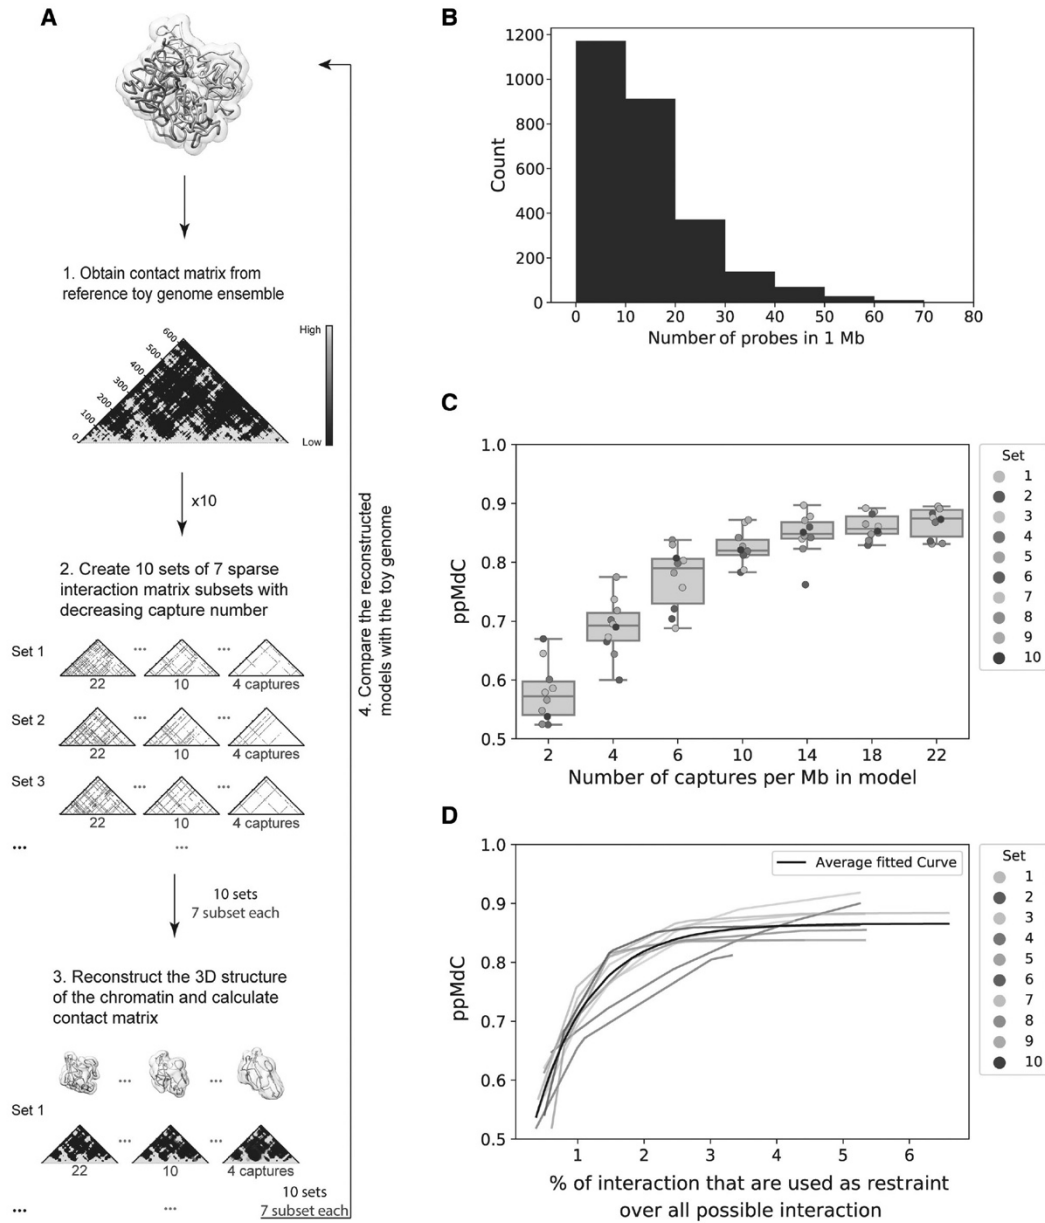 A
1. Obtain contact matrix from
reference toy genome ensemble
0
100
200
300
400
500
600
High
Low
x10
2. Create 10 sets of 7 sparse
interaction matrix subsets with
decreasing capture number
Set 1
...
...
22
10
4 captures
Set 2
...
...
22
10
4 captures
Set 3
...
...
22
10
4 captures
...
...
10 sets
7 subset each
3. Reconstruct the 3D structure
of the chromatin and calculate
contact matrix
...
...
Set 1
...
...
22
10
4 captures
...
...
10 sets
7 subset each
4. Compare the reconstructed
models with the toy genome
B
Count
1200
1000
800
600
400
200
0
0 10 20 30 40 50 60 70 80
Number of probes in 1 Mb
C
ppMdC
1.0
0.9
0.8
0.7
0.6
0.5
2 4 6 10 14 18 22
Number of captures per Mb in model
Set
1
2
3
4
5
6
7
8
9
10
D
ppMdC
1.0
0.9
0.8
0.7
0.6
0.5
Average fitted Curve
1 2 3 4 5 6
% of interaction that are used as restraint
over all possible interaction
Set
1
2
3
4
5
6
7
8
9
10